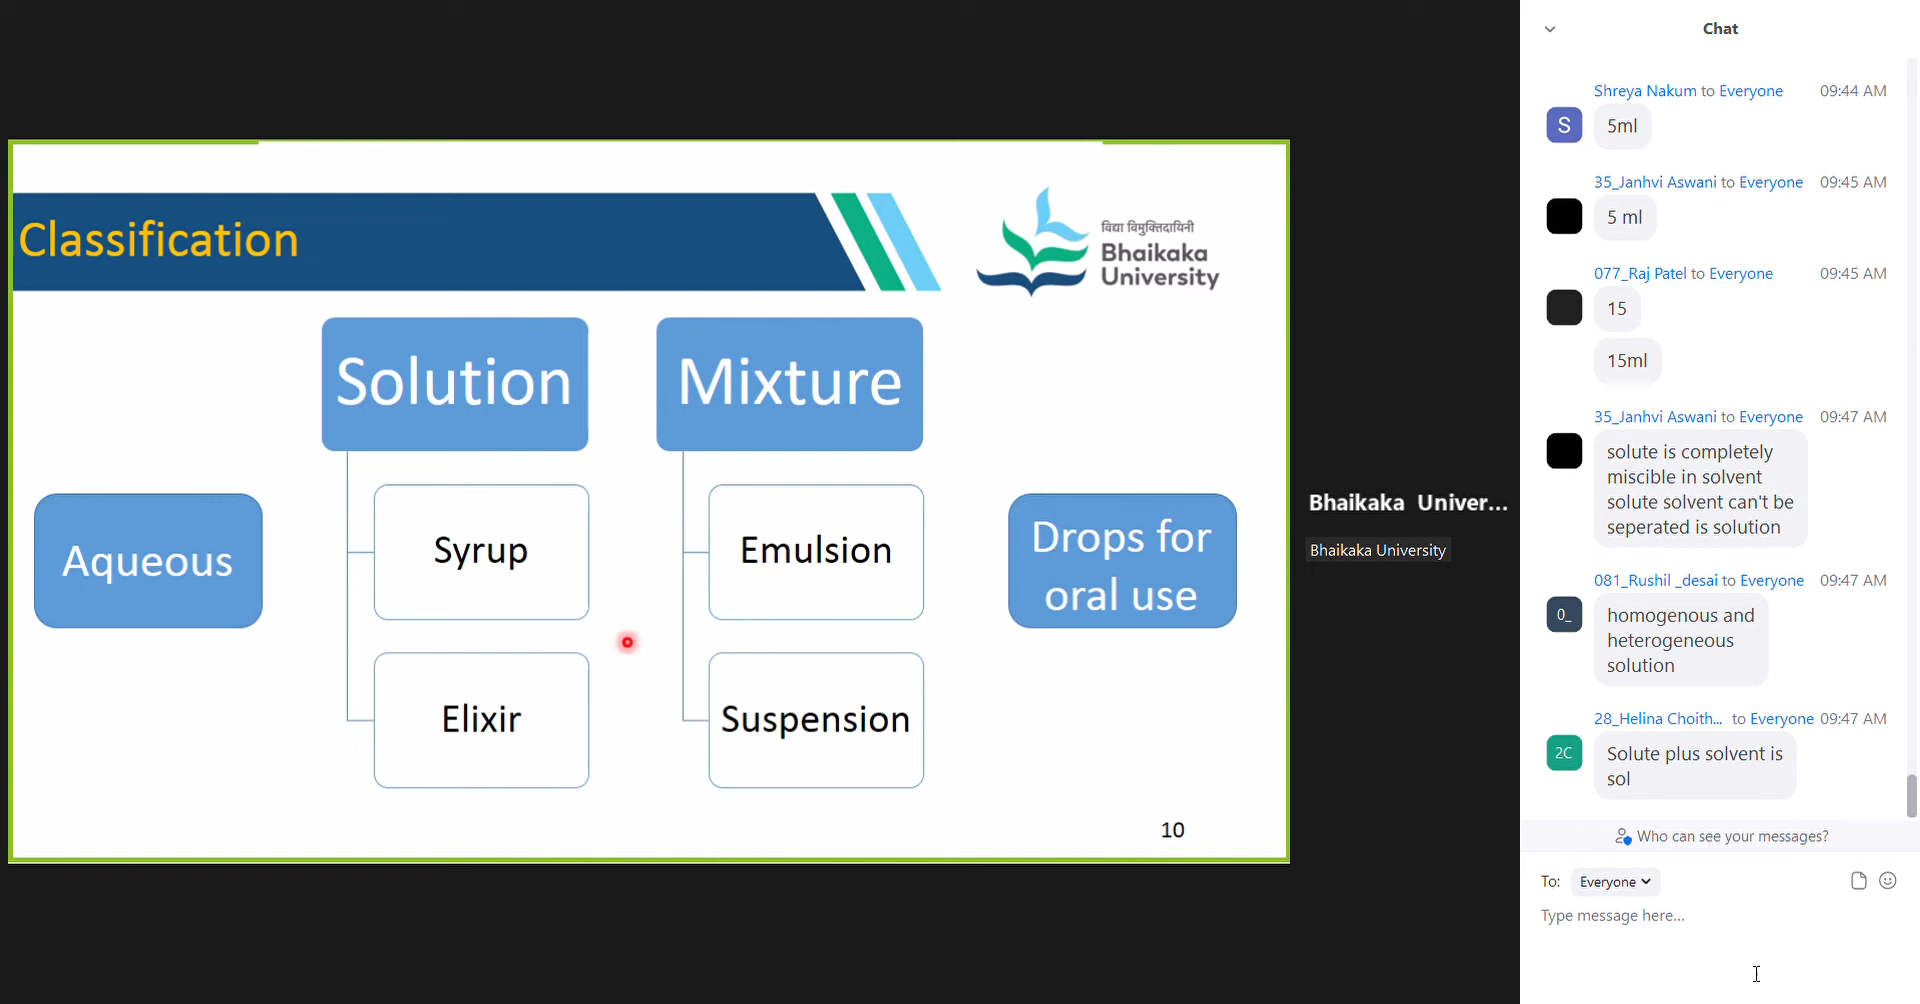 Classification
विद्या विमुक्तिदायिनी
Bhaikaka
University
Solution
Mixture
Aqueous
Syrup
Emulsion
Drops for
oral use
Elixir
Suspension
10
Bhaikaka Univer...
Bhaikaka University
Chat
Shreya Nakum to Everyone 09:44 AM
S
5ml
35_Janhvi Aswani to Everyone 09:45 AM
5 ml
077_Raj Patel to Everyone 09:45 AM
15
15ml
35_Janhvi Aswani to Everyone 09:47 AM
solute is completely
miscible in solvent
solute solvent can't be
seperated is solution
081_Rushil _desai to Everyone 09:47 AM
0_
homogenous and
heterogeneous
solution
28_Helina Choith... to Everyone 09:47 AM
2C
Solute plus solvent is
sol
Who can see your messages?
To: Everyone
Type message here...